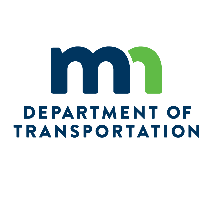 mn
DEPARTMENT OF
TRANSPORTATION